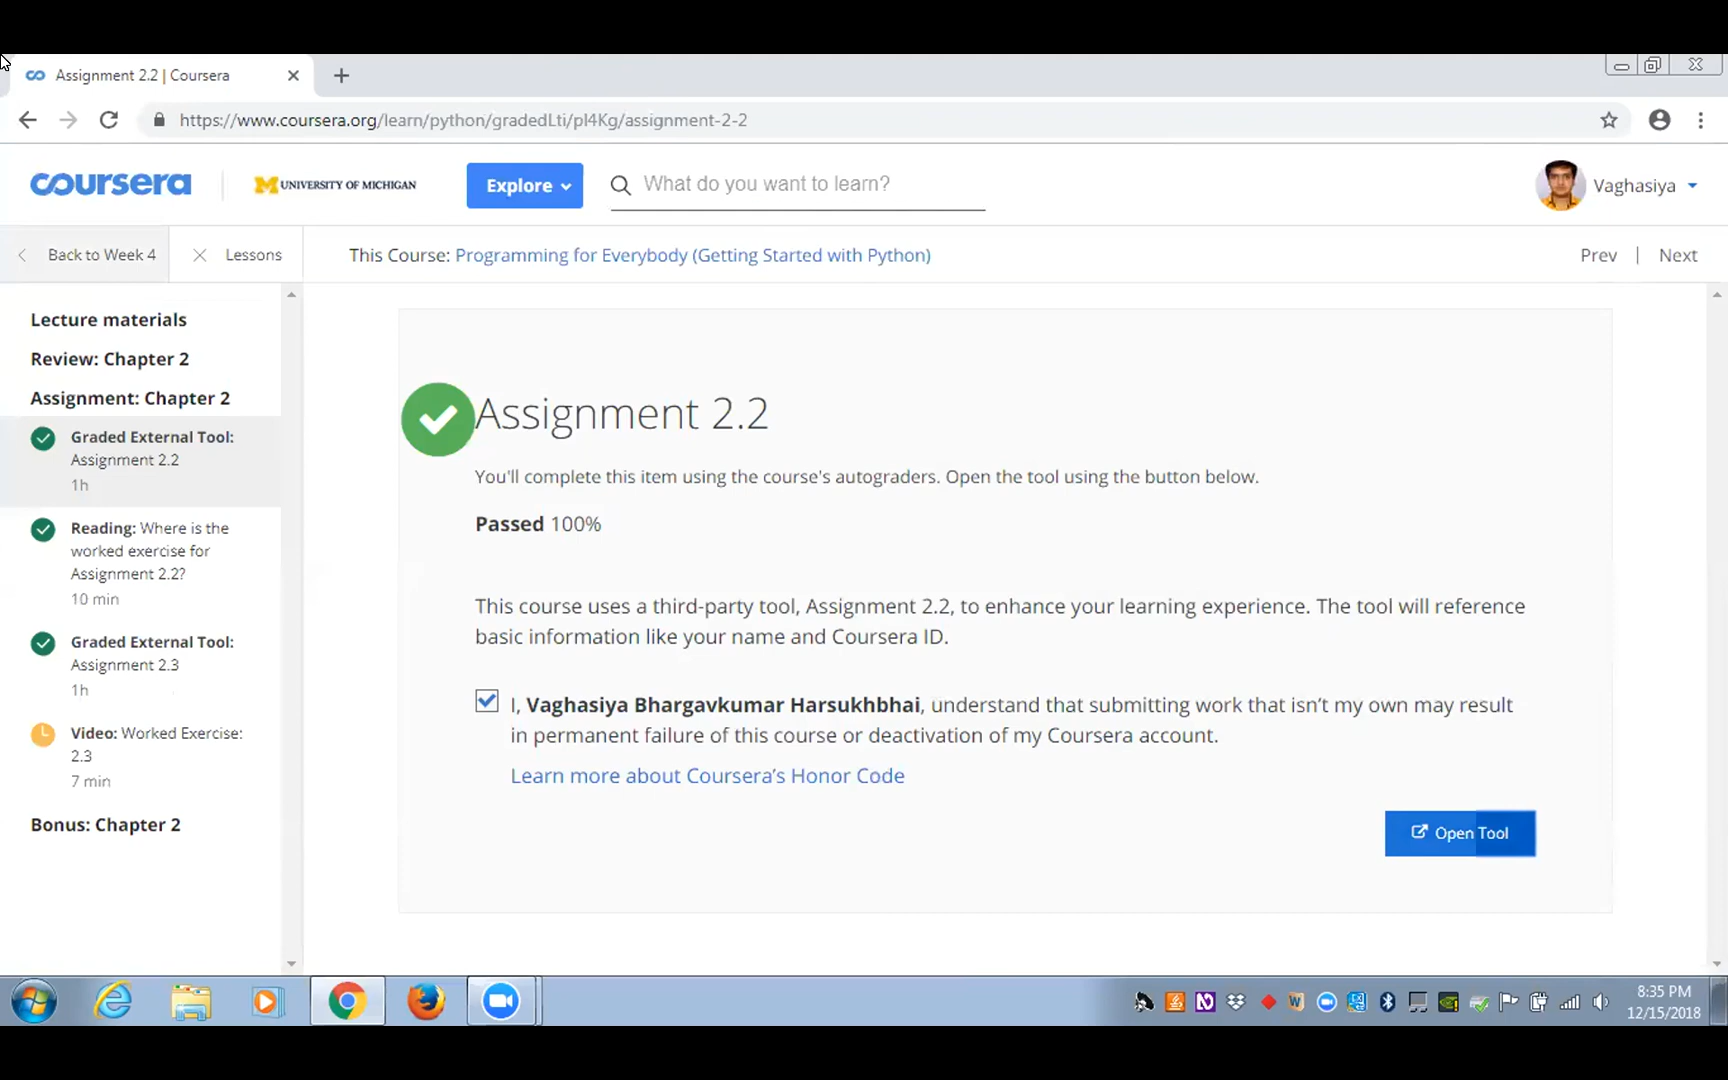 Assignment 2.2 | Coursera
https://www.coursera.org/learn/python/gradedLti/pI4Kg/assignment-2-2
coursera
UNIVERSITY OF MICHIGAN
Explore
What do you want to learn?
Vaghasiya
Back to Week 4
Lessons
This Course: Programming for Everybody (Getting Started with Python)
Prev | Next
Lecture materials
Review: Chapter 2
Assignment: Chapter 2
Graded External Tool:
Assignment 2.2
1h
Reading: Where is the
worked exercise for
Assignment 2.2?
10 min
Graded External Tool:
Assignment 2.3
1h
Video: Worked Exercise:
2.3
7 min
Bonus: Chapter 2
Assignment 2.2
You'll complete this item using the course's autograders. Open the tool using the button below.
Passed 100%
This course uses a third-party tool, Assignment 2.2, to enhance your learning experience. The tool will reference
basic information like your name and Coursera ID.
I, Vaghasiya Bhargavkumar Harsukhbhai, understand that submitting work that isn't my own may result
in permanent failure of this course or deactivation of my Coursera account.
Learn more about Coursera's Honor Code
Open Tool
8:35 PM
12/15/2018